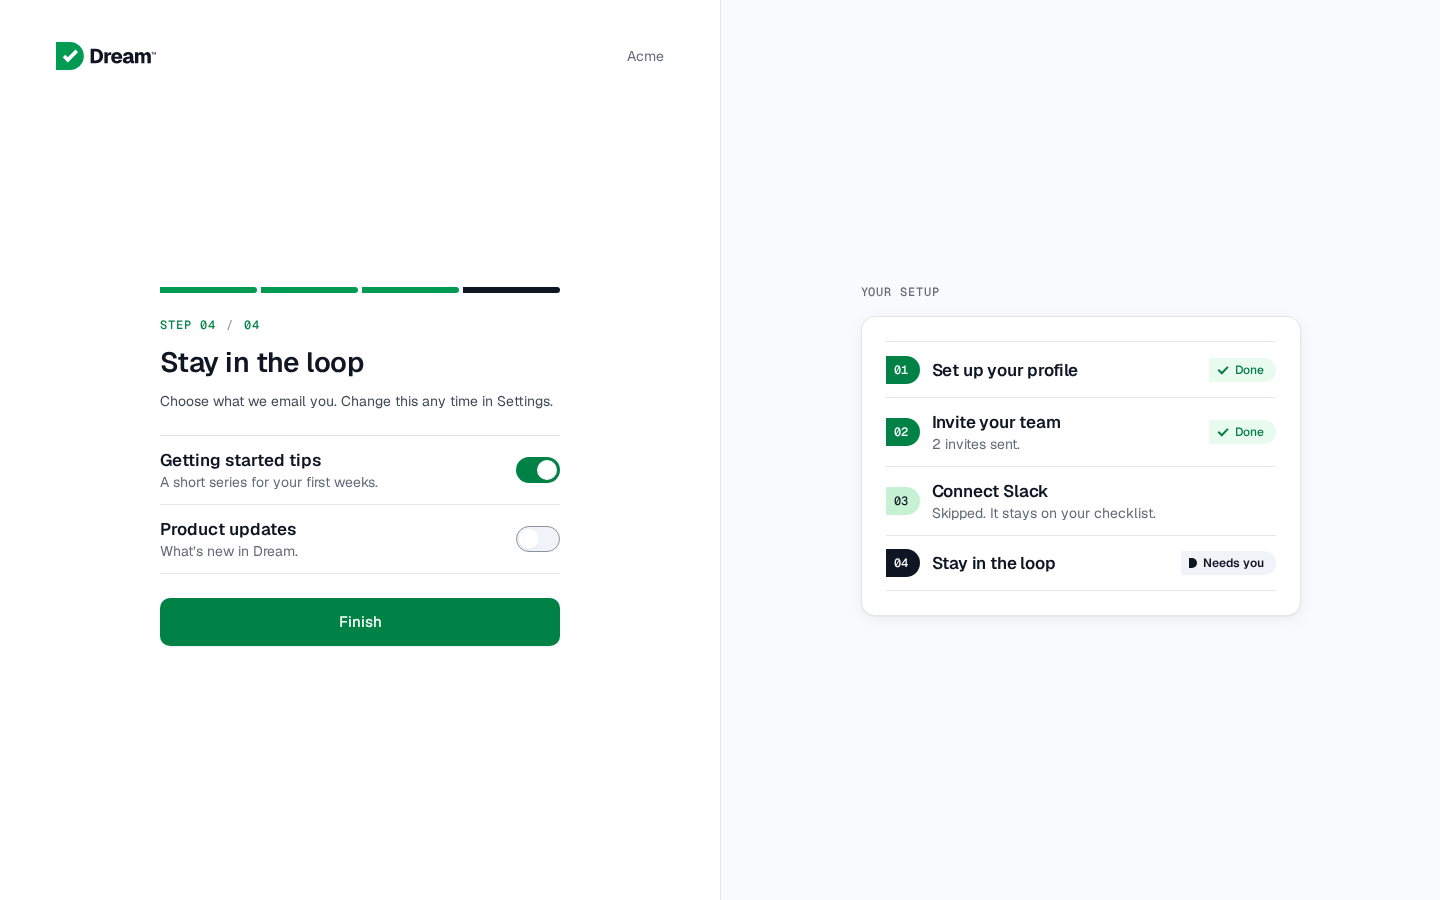 Dream™
Acme
STEP 04 / 04
Stay in the loop
Choose what we email you. Change this any time in Settings.
Getting started tips
A short series for your first weeks.
Product updates
What's new in Dream.
Finish
YOUR SETUP
01 Set up your profile Done
02 Invite your team Done
2 invites sent.
03 Connect Slack
Skipped. It stays on your checklist.
04 Stay in the loop Needs you